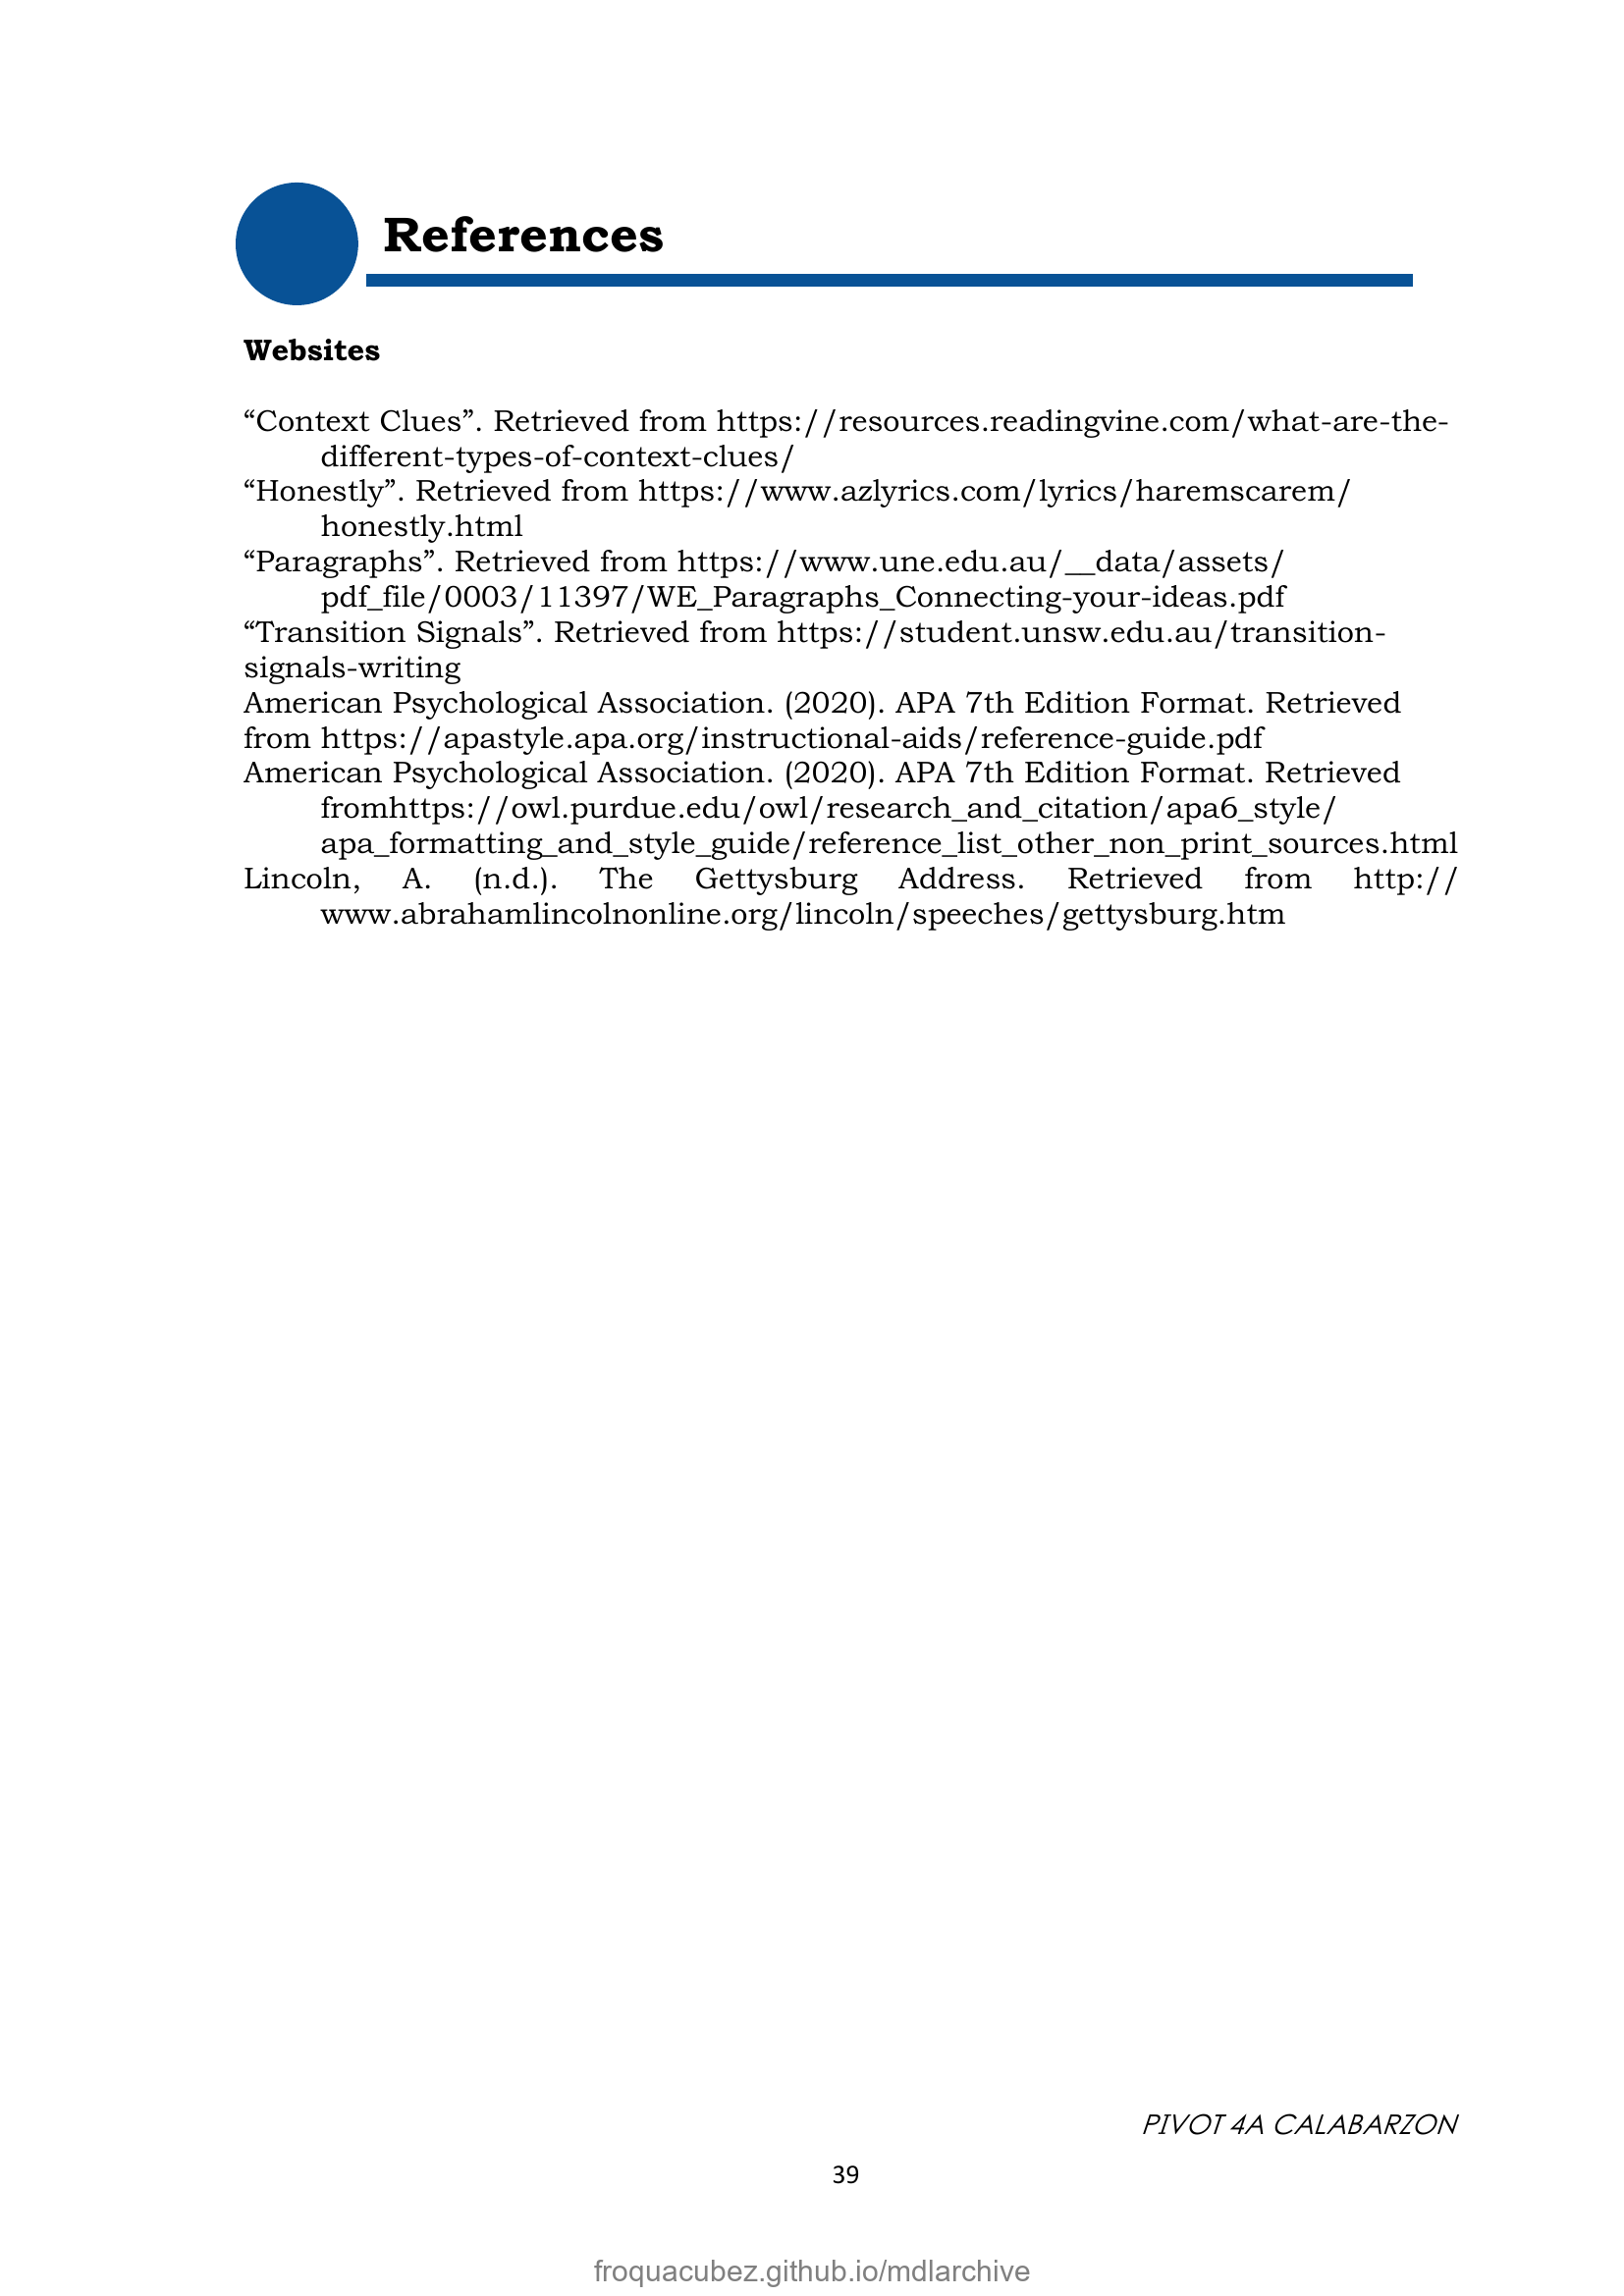 References
Websites
“Context Clues”. Retrieved from https://resources.readingvine.com/what-are-the-
different-types-of-context-clues/
“Honestly”. Retrieved from https://www.azlyrics.com/lyrics/haremscarem/
honestly.html
“Paragraphs”. Retrieved from https://www.une.edu.au/__data/assets/
pdf_file/0003/11397/WE_Paragraphs_Connecting-your-ideas.pdf
“Transition Signals”. Retrieved from https://student.unsw.edu.au/transition-
signals-writing
American Psychological Association. (2020). APA 7th Edition Format. Retrieved
from https://apastyle.apa.org/instructional-aids/reference-guide.pdf
American Psychological Association. (2020). APA 7th Edition Format. Retrieved
fromhttps://owl.purdue.edu/owl/research_and_citation/apa6_style/
apa_formatting_and_style_guide/reference_list_other_non_print_sources.html
Lincoln, A. (n.d.). The Gettysburg Address. Retrieved from http://
www.abrahamlincolnonline.org/lincoln/speeches/gettysburg.htm
PIVOT 4A CALABARZON
39
froquacubez.github.io/mdlarchive